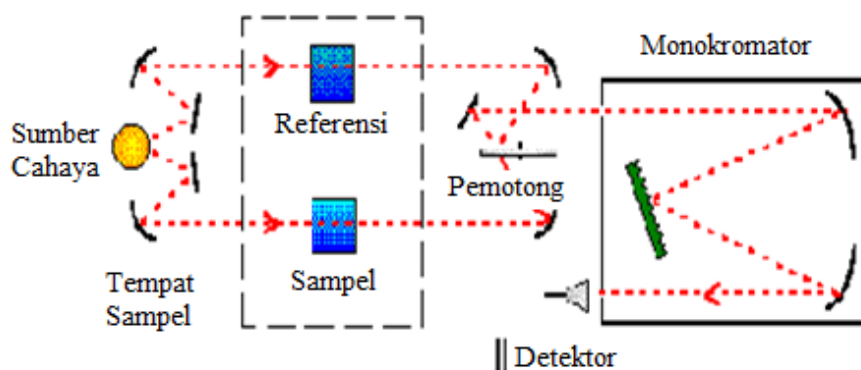 Monokromator
Sumber
Cahaya
Referensi
Pemotong
Tempat
Sampel
Sampel
Detektor